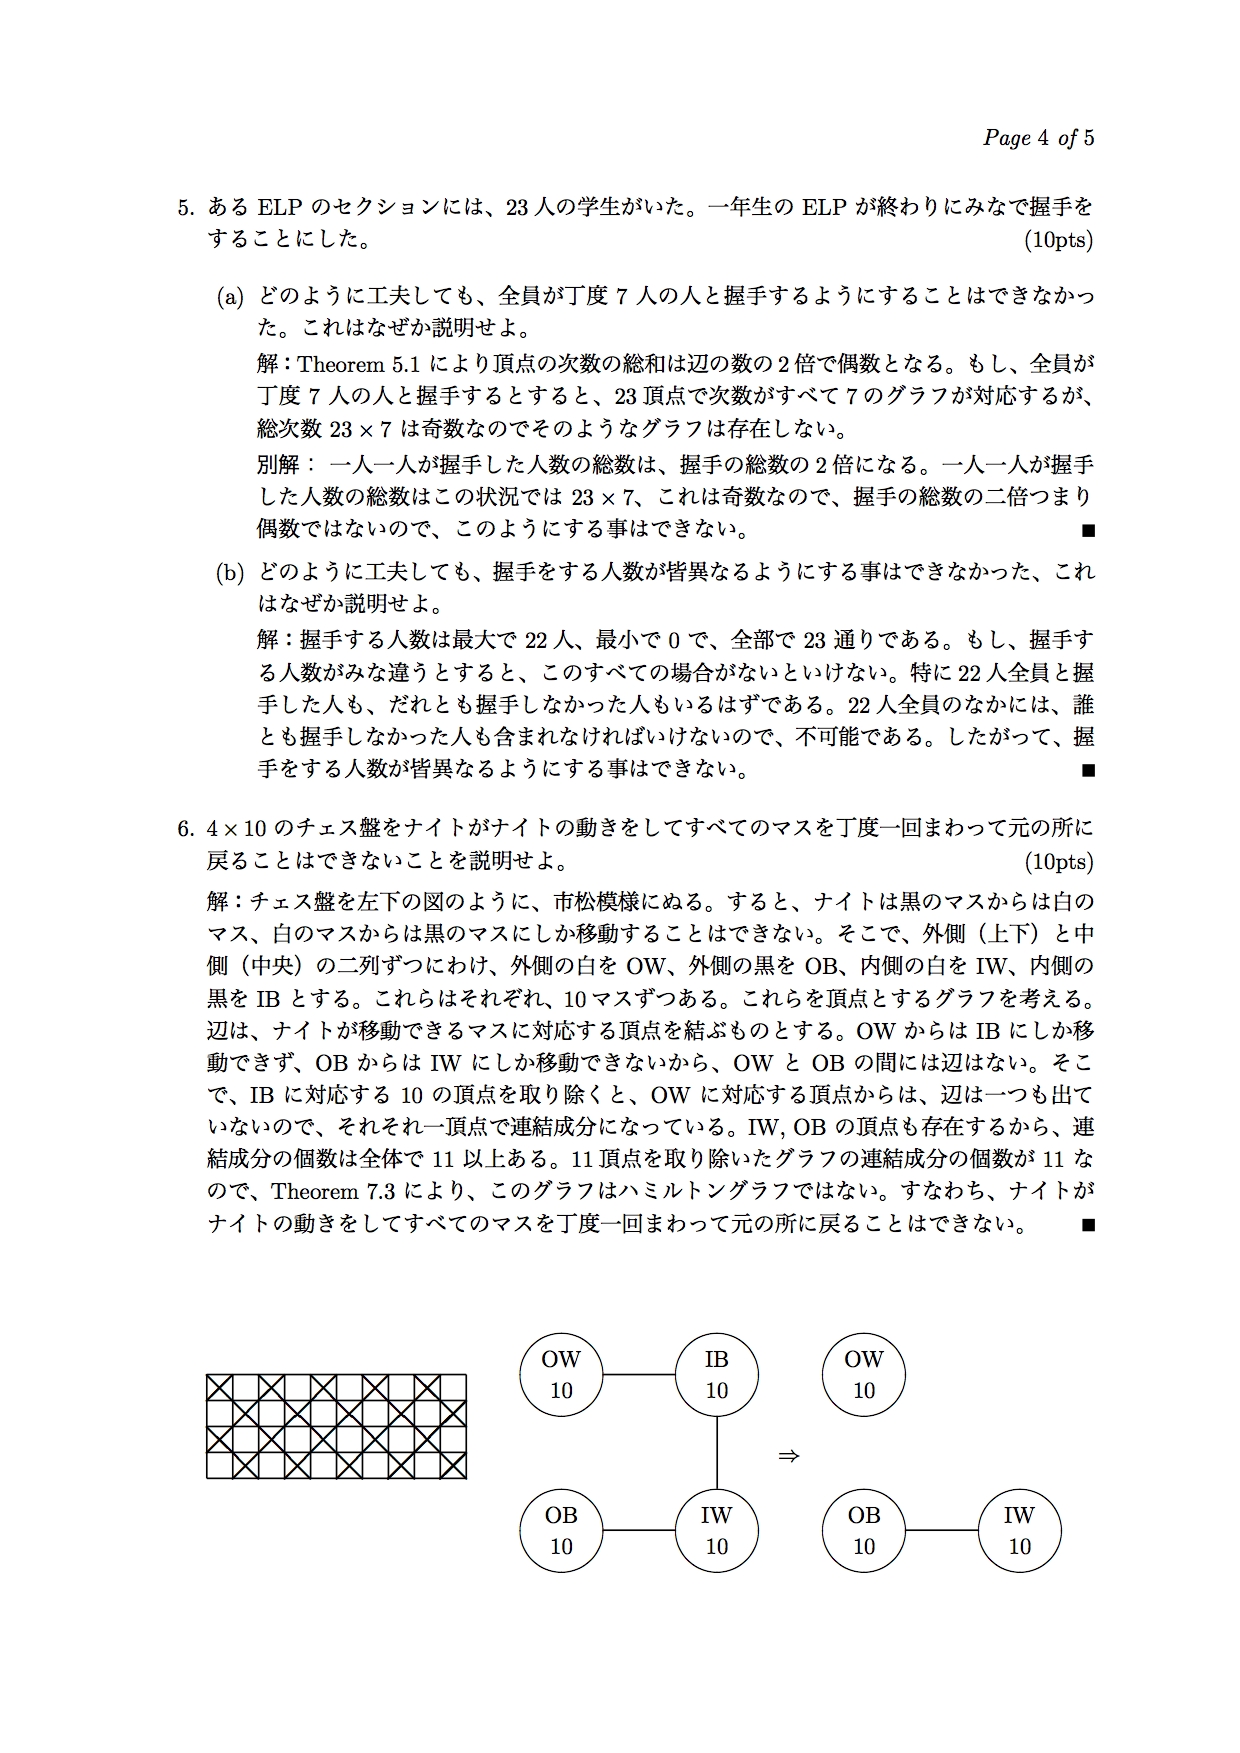 Page 4 of 5
5. ある ELP のセクションには、23 人の学生がいた。一年生の ELP が終わりにみなで握手を
することにした。 (10pts)
(a) どのように工夫しても、全員が丁度 7 人の人と握手するようにすることはできなかっ
た。これはなぜか説明せよ。
解：Theorem 5.1 により頂点の次数の総和は辺の数の 2 倍で偶数となる。もし、全員が
丁度 7 人の人と握手するとすると、23 頂点で次数がすべて 7 のグラフが対応するが、
総次数 23 × 7 は奇数なのでそのようなグラフは存在しない。
別解： 一人一人が握手した人数の総数は、握手の総数の 2 倍になる。一人一人が握手
した人数の総数はこの状況では 23 × 7、これは奇数なので、握手の総数の二倍つまり
偶数ではないので、このようにする事はできない。 ■
(b) どのように工夫しても、握手をする人数が皆異なるようにする事はできなかった、これ
はなぜか説明せよ。
解：握手する人数は最大で 22 人、最小で 0 で、全部で 23 通りである。もし、握手す
る人数がみな違うとすると、このすべての場合がないといけない。特に 22 人全員と握
手した人も、だれとも握手しなかった人もいるはずである。22 人全員のなかには、誰
とも握手しなかった人も含まれなければいけないので、不可能である。したがって、握
手をする人数が皆異なるようにする事はできない。 ■
6. 4 × 10 のチェス盤をナイトがナイトの動きをしてすべてのマスを丁度一回まわって元の所に
戻ることはできないことを説明せよ。 (10pts)
解：チェス盤を左下の図のように、市松模様にぬる。すると、ナイトは黒のマスからは白の
マス、白のマスからは黒のマスにしか移動することはできない。そこで、外側（上下）と中
側（中央）の二列ずつにわけ、外側の白を OW、外側の黒を OB、内側の白を IW、内側の
黒を IB とする。これらはそれぞれ、10 マスずつある。これらを頂点とするグラフを考える。
辺は、ナイトが移動できるマスに対応する頂点を結ぶものとする。OW からは IB にしか移
動できず、OB からは IW にしか移動できないから、OW と OB の間には辺はない。そこ
で、IB に対応する 10 の頂点を取り除くと、OW に対応する頂点からは、辺は一つも出て
いないので、それそれ一頂点で連結成分になっている。IW, OB の頂点も存在するから、連
結成分の個数は全体で 11 以上ある。11 頂点を取り除いたグラフの連結成分の個数が 11 な
ので、Theorem 7.3 により、このグラフはハミルトングラフではない。すなわち、ナイトが
ナイトの動きをしてすべてのマスを丁度一回まわって元の所に戻ることはできない。 ■
OW IB OW
10 10 10
⇒
OB IW OB IW
10 10 10 10